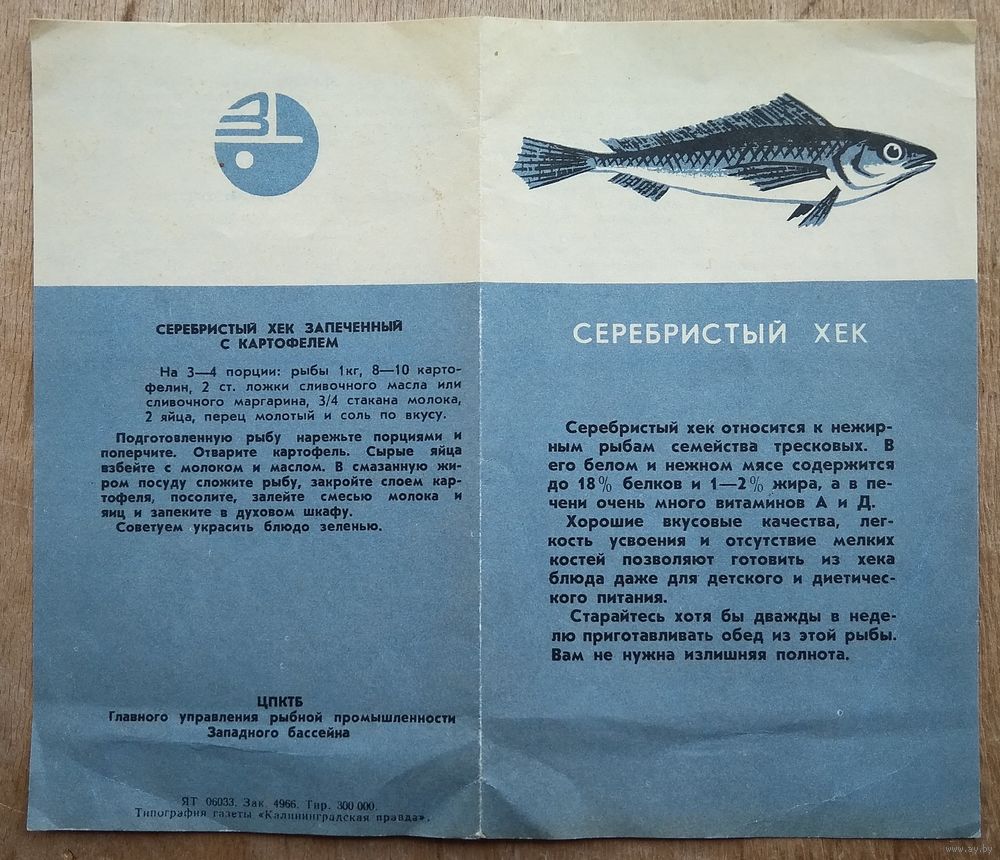 СЕРЕБРИСТЫЙ ХЕК ЗАПЕЧЕННЫЙ
С КАРТОФЕЛЕМ
На 3—4 порции: рыбы 1кг, 8—10 карто-
фелин, 2 ст. ложки сливочного масла или
сливочного маргарина, 3/4 стакана молока,
2 яйца, перец молотый и соль по вкусу.
Подготовленную рыбу нарежьте порциями и
поперчите. Отварите картофель. Сырые яйца
взбейте с молоком и маслом. В смазанную жи-
ром посуду сложите рыбу, закройте слоем кар-
тофеля, посолите, залейте смесью молока и
яиц и запеките в духовом шкафу.
Советуем украсить блюдо зеленью.
ЦПКТБ
Главного управления рыбной промышленности
Западного бассейна
ЯТ 06033. Зак. 4966. Тир. 300 000.
Типография газеты «Калининградская правда».
СЕРЕБРИСТЫЙ ХЕК
Серебристый хек относится к нежир-
ным рыбам семейства тресковых. В
его белом и нежном мясе содержится
до 18% белков и 1—2% жира, а в пе-
чени очень много витаминов А и Д.
Хорошие вкусовые качества, лег-
кость усвоения и отсутствие мелких
костей позволяют готовить из хека
блюда даже для детского и диетичес-
кого питания.
Старайтесь хотя бы дважды в неде-
лю приготавливать обед из этой рыбы.
Вам не нужна излишняя полнота.
www.ay.by